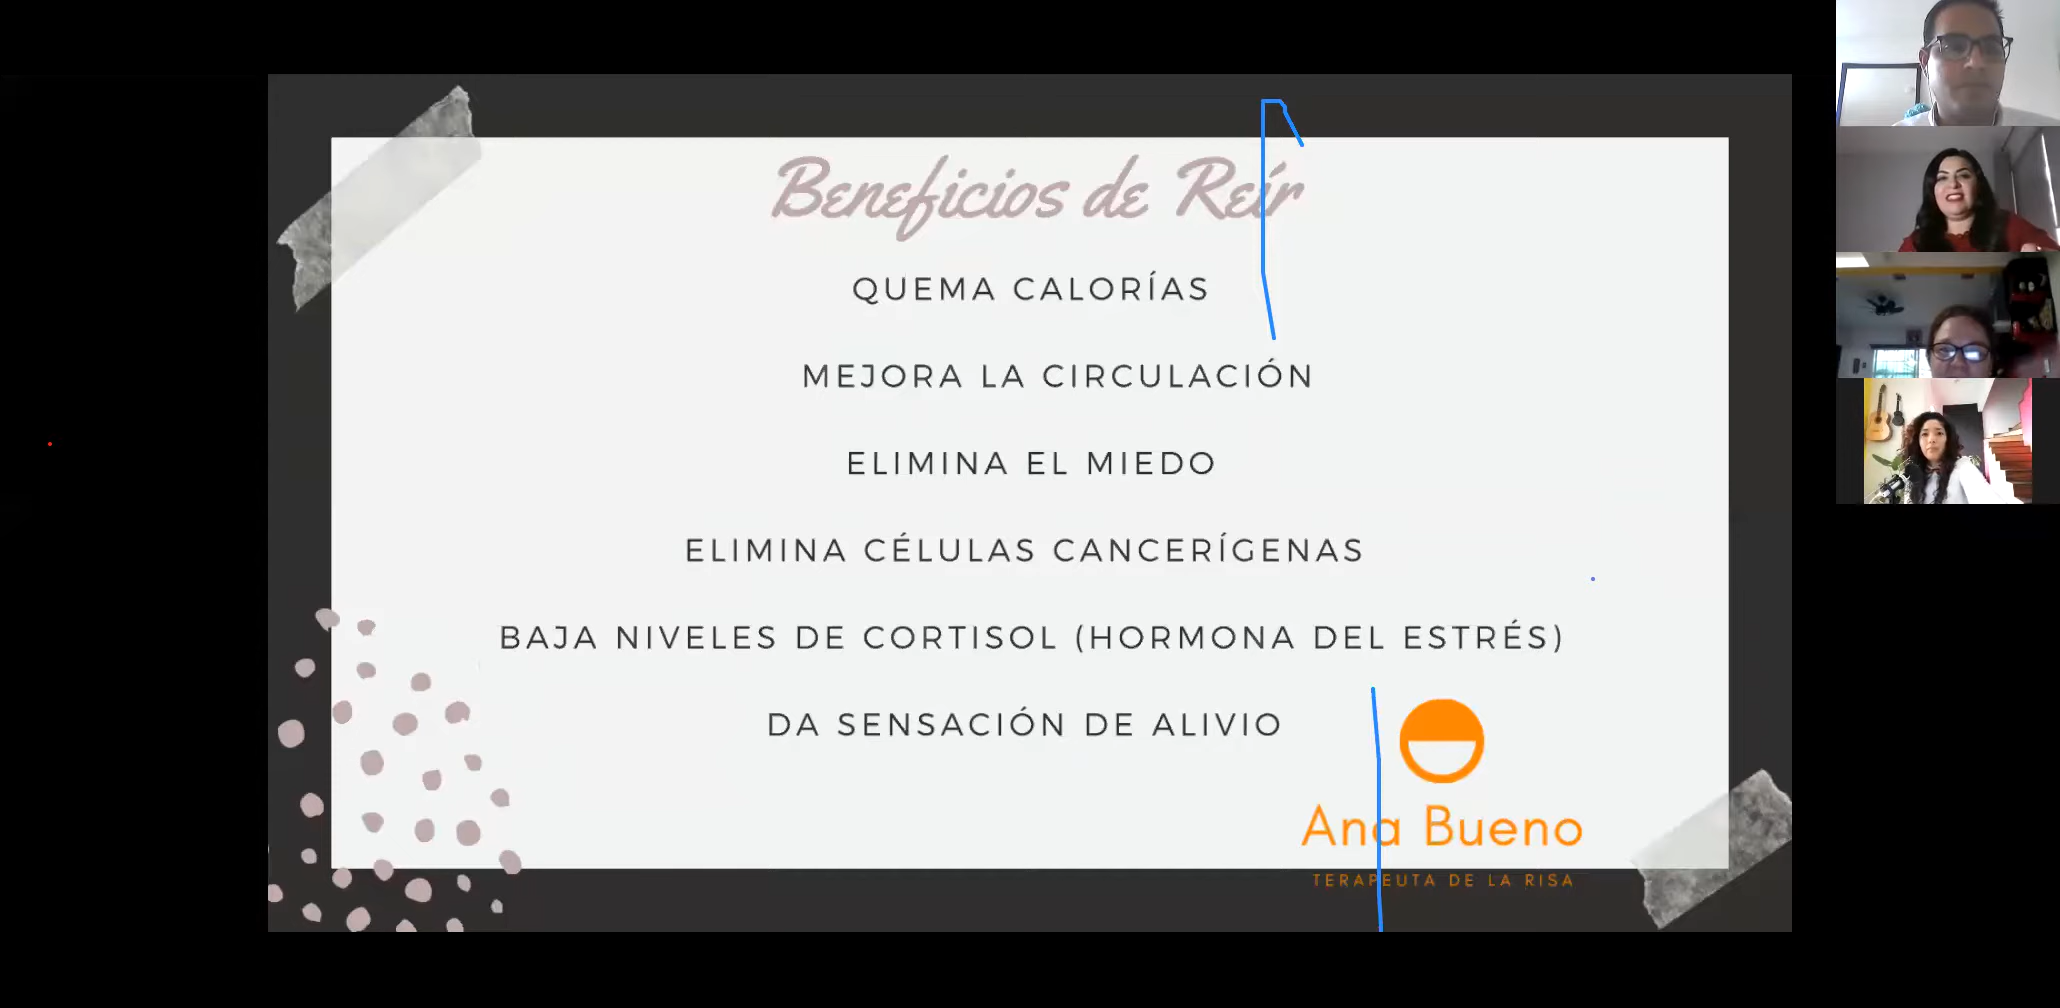 Beneficios de Reír
QUEMA CALORÍAS
MEJORA LA CIRCULACIÓN
ELIMINA EL MIEDO
ELIMINA CÉLULAS CANCERÍGENAS
BAJA NIVELES DE CORTISOL (HORMONA DEL ESTRÉS)
DA SENSACIÓN DE ALIVIO
Ana Bueno
TERAPEUTA DE LA RISA